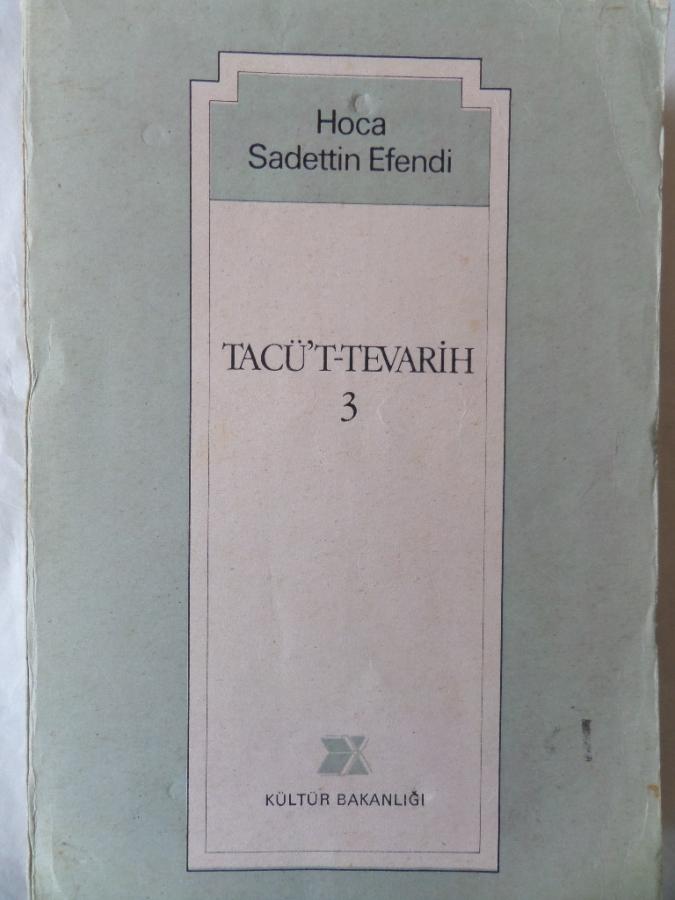 Hoca
Sadettin Efendi
TACÜ'T-TEVARİH
3
KÜLTÜR BAKANLIĞI